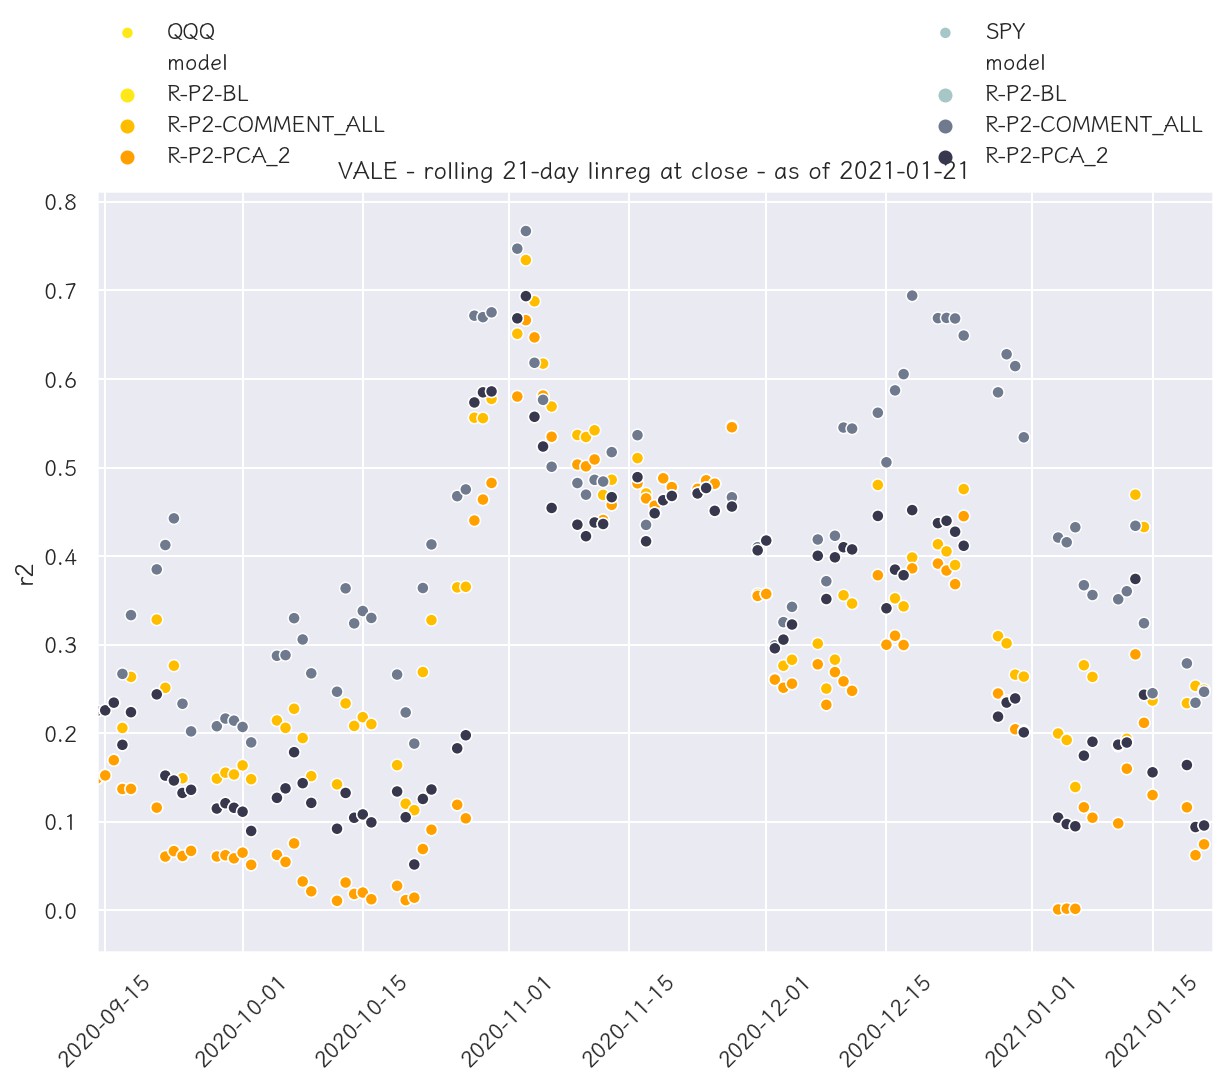 QQQ
model
R-P2-BL
R-P2-COMMENT_ALL
R-P2-PCA_2
SPY
model
R-P2-BL
R-P2-COMMENT_ALL
R-P2-PCA_2
VALE - rolling 21-day linreg at close - as of 2021-01-21
0.8
0.7
0.6
0.5
0.4
0.3
0.2
0.1
0.0
r2
2020-09-15
2020-10-01
2020-10-15
2020-11-01
2020-11-15
2020-12-01
2020-12-15
2021-01-01
2021-01-15